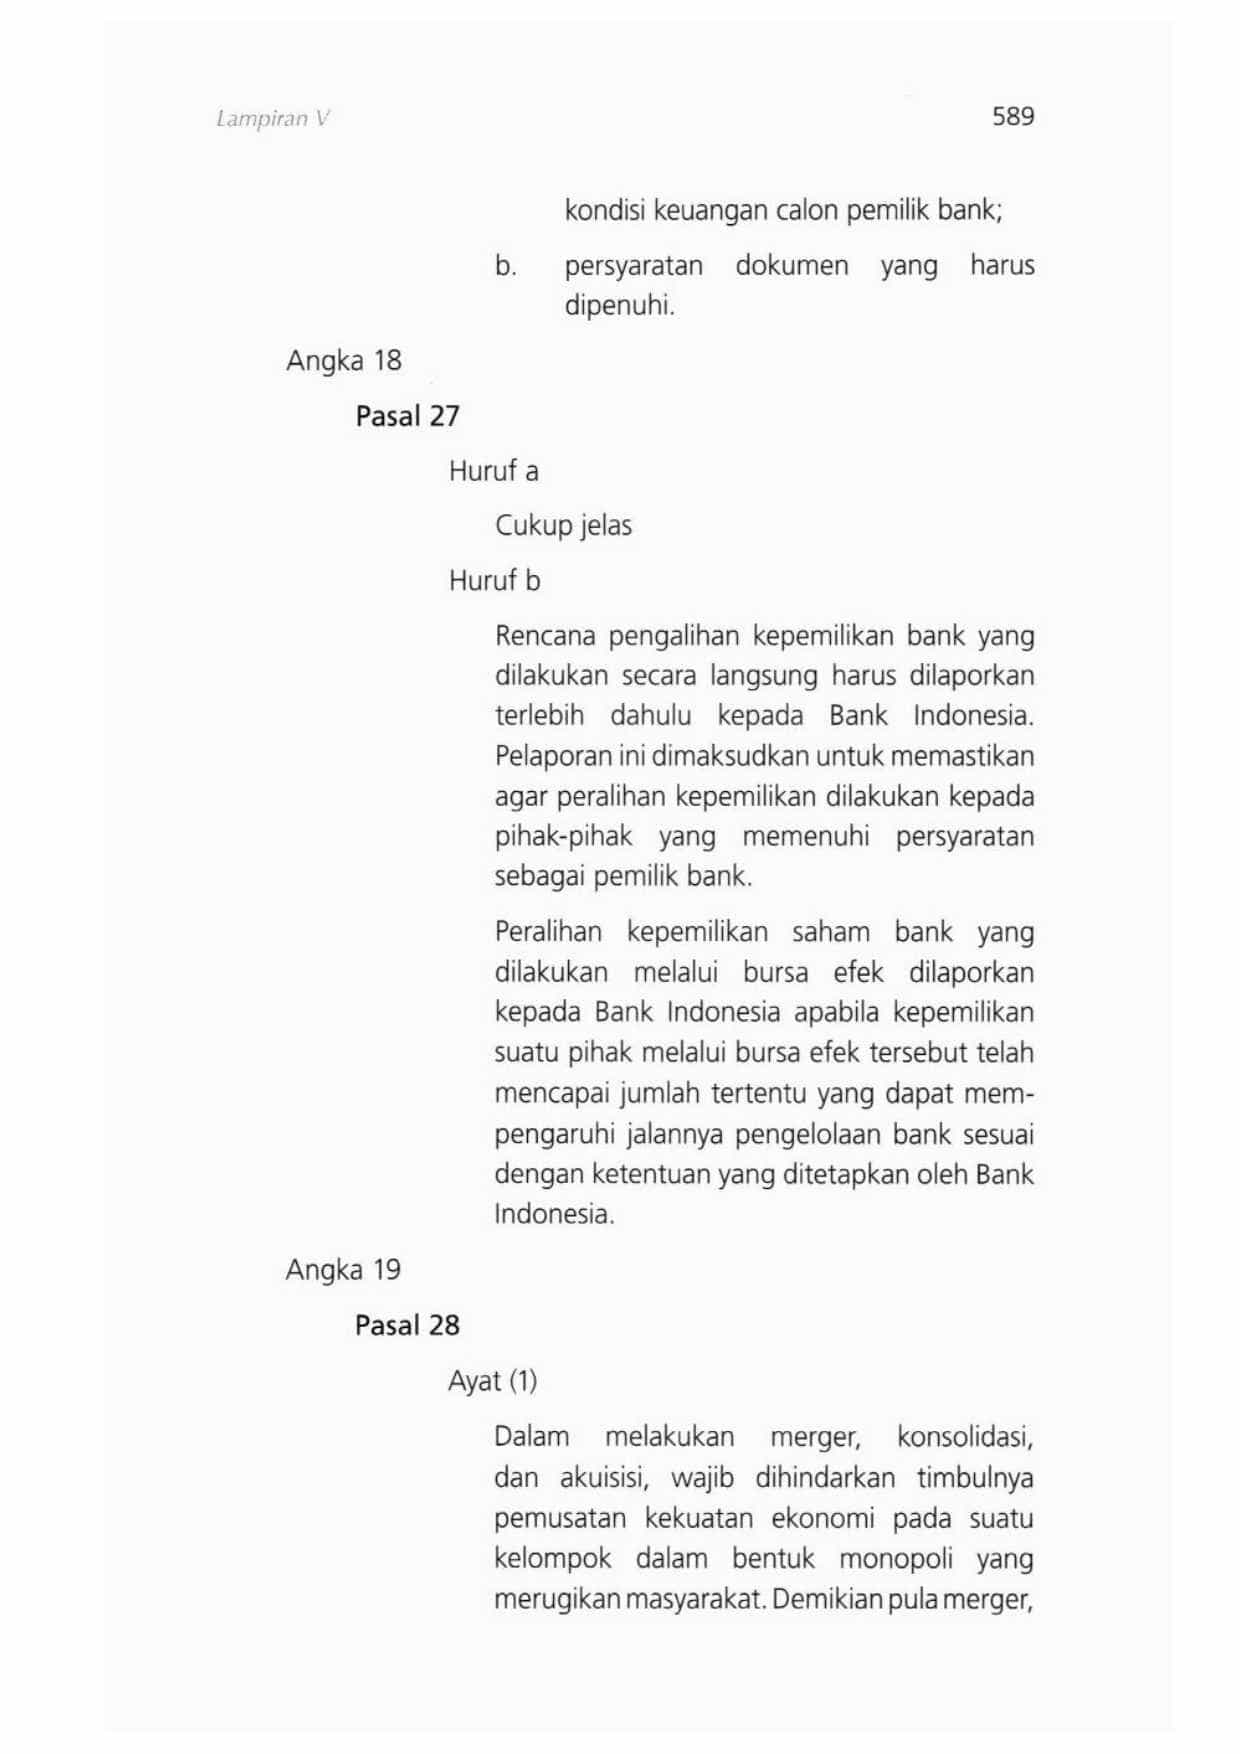 Lampiran V 589
kondisi keuangan calon pemilik bank;
b. persyaratan dokumen yang harus
dipenuhi.
Angka 18
Pasal 27
Huruf a
Cukup jelas
Huruf b
Rencana pengalihan kepemilikan bank yang
dilakukan secara langsung harus dilaporkan
terlebih dahulu kepada Bank Indonesia.
Pelaporan ini dimaksudkan untuk memastikan
agar peralihan kepemilikan dilakukan kepada
pihak-pihak yang memenuhi persyaratan
sebagai pemilik bank.
Peralihan kepemilikan saham bank yang
dilakukan melalui bursa efek dilaporkan
kepada Bank Indonesia apabila kepemilikan
suatu pihak melalui bursa efek tersebut telah
mencapai jumlah tertentu yang dapat mem-
pengaruhi jalannya pengelolaan bank sesuai
dengan ketentuan yang ditetapkan oleh Bank
Indonesia.
Angka 19
Pasal 28
Ayat (1)
Dalam melakukan merger, konsolidasi,
dan akuisisi, wajib dihindarkan timbulnya
pemusatan kekuatan ekonomi pada suatu
kelompok dalam bentuk monopoli yang
merugikan masyarakat. Demikian pula merger,